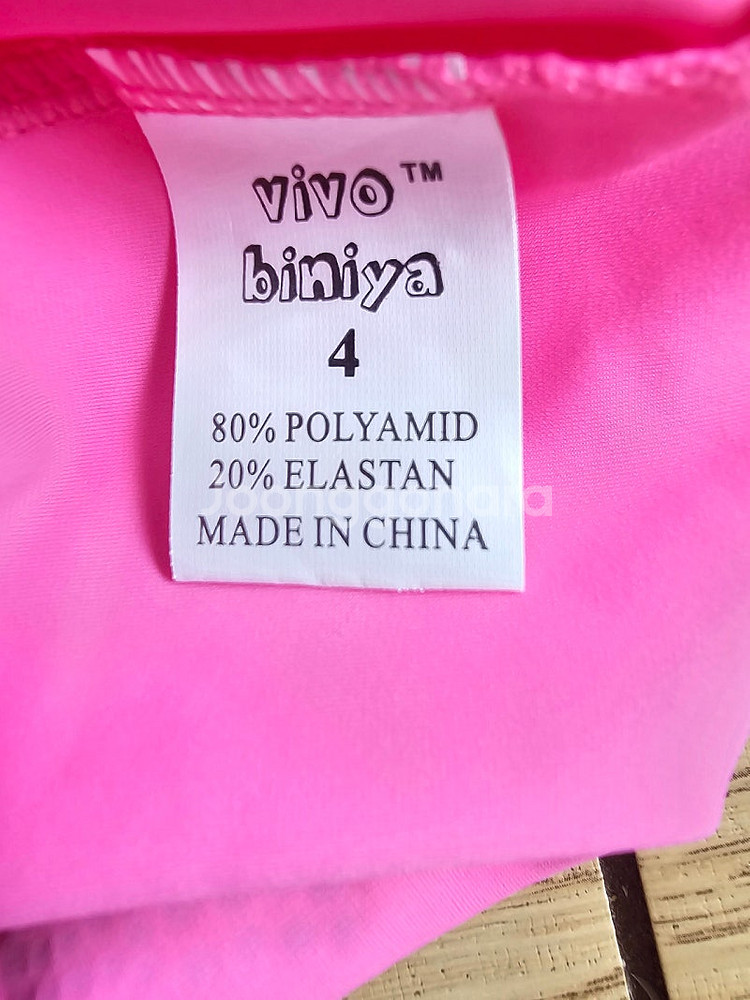 vivo™
biniya
4
80% POLYAMID
20% ELASTAN
MADE IN CHINA